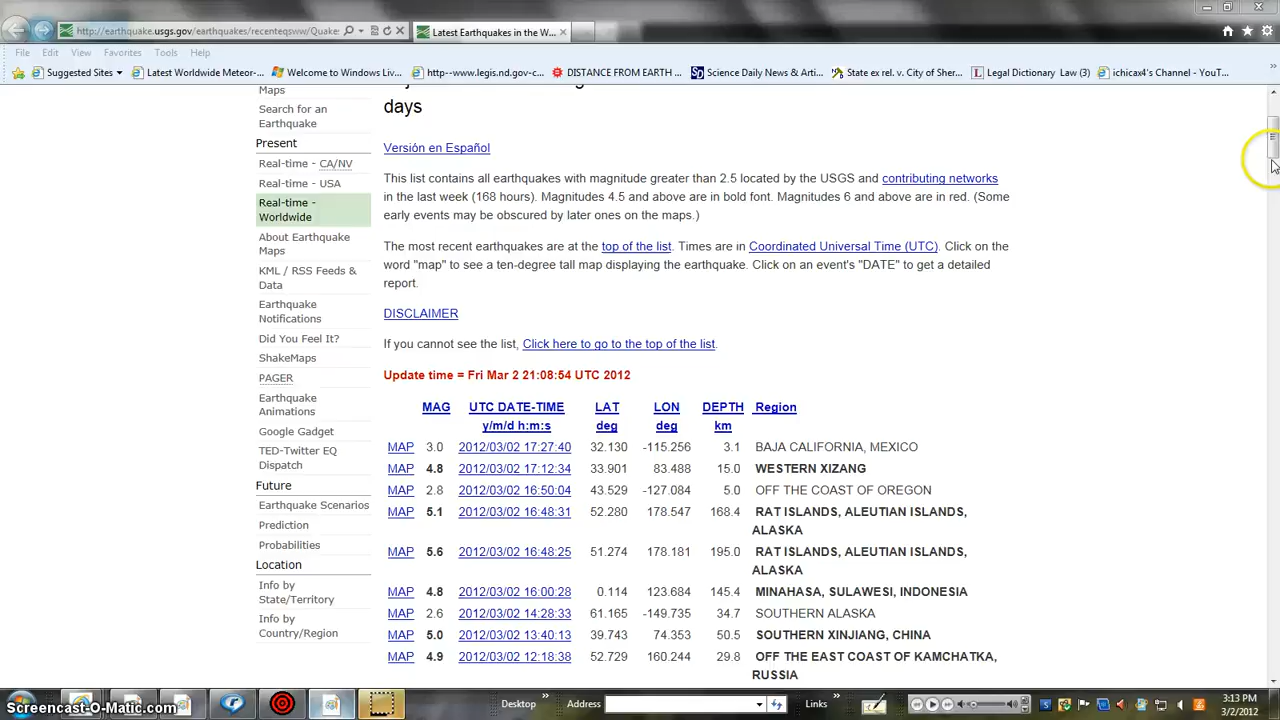 http://earthquake.usgs.gov/earthquakes/recenteqsww/Quake
Latest Earthquakes in the W...
File Edit View Favorites Tools Help
Suggested Sites Latest Worldwide Meteor-... Welcome to Windows Liv... http--www.legis.nd.gov-c... DISTANCE FROM EARTH ... Science Daily News & Arti... State ex rel. v. City of Sher... Legal Dictionary Law (3) ichicax4's Channel - YouT...
Maps
Search for an
Earthquake
Present
Real-time - CA/NV
Real-time - USA
Real-time -
Worldwide
About Earthquake
Maps
KML / RSS Feeds &
Data
Earthquake
Notifications
Did You Feel It?
ShakeMaps
PAGER
Earthquake
Animations
Google Gadget
TED-Twitter EQ
Dispatch
Future
Earthquake Scenarios
Prediction
Probabilities
Location
Info by
State/Territory
Info by
Country/Region
days
Versión en Español
This list contains all earthquakes with magnitude greater than 2.5 located by the USGS and contributing networks
in the last week (168 hours). Magnitudes 4.5 and above are in bold font. Magnitudes 6 and above are in red. (Some
early events may be obscured by later ones on the maps.)
The most recent earthquakes are at the top of the list. Times are in Coordinated Universal Time (UTC). Click on the
word "map" to see a ten-degree tall map displaying the earthquake. Click on an event's "DATE" to get a detailed
report.
DISCLAIMER
If you cannot see the list, Click here to go to the top of the list.
Update time = Fri Mar 2 21:08:54 UTC 2012
MAG UTC DATE-TIME LAT LON DEPTH Region
y/m/d h:m:s deg deg km
MAP 3.0 2012/03/02 17:27:40 32.130 -115.256 3.1 BAJA CALIFORNIA, MEXICO
MAP 4.8 2012/03/02 17:12:34 33.901 83.488 15.0 WESTERN XIZANG
MAP 2.8 2012/03/02 16:50:04 43.529 -127.084 5.0 OFF THE COAST OF OREGON
MAP 5.1 2012/03/02 16:48:31 52.280 178.547 168.4 RAT ISLANDS, ALEUTIAN ISLANDS,
ALASKA
MAP 5.6 2012/03/02 16:48:25 51.274 178.181 195.0 RAT ISLANDS, ALEUTIAN ISLANDS,
ALASKA
MAP 4.8 2012/03/02 16:00:28 0.114 123.684 145.4 MINAHASA, SULAWESI, INDONESIA
MAP 2.6 2012/03/02 14:28:33 61.165 -149.735 34.7 SOUTHERN ALASKA
MAP 5.0 2012/03/02 13:40:13 39.743 74.353 50.5 SOUTHERN XINJIANG, CHINA
MAP 4.9 2012/03/02 12:18:38 52.729 160.244 29.8 OFF THE EAST COAST OF KAMCHATKA,
RUSSIA
Screencast-O-Matic.com
Desktop » Address Links »
3:13 PM
3/2/2012